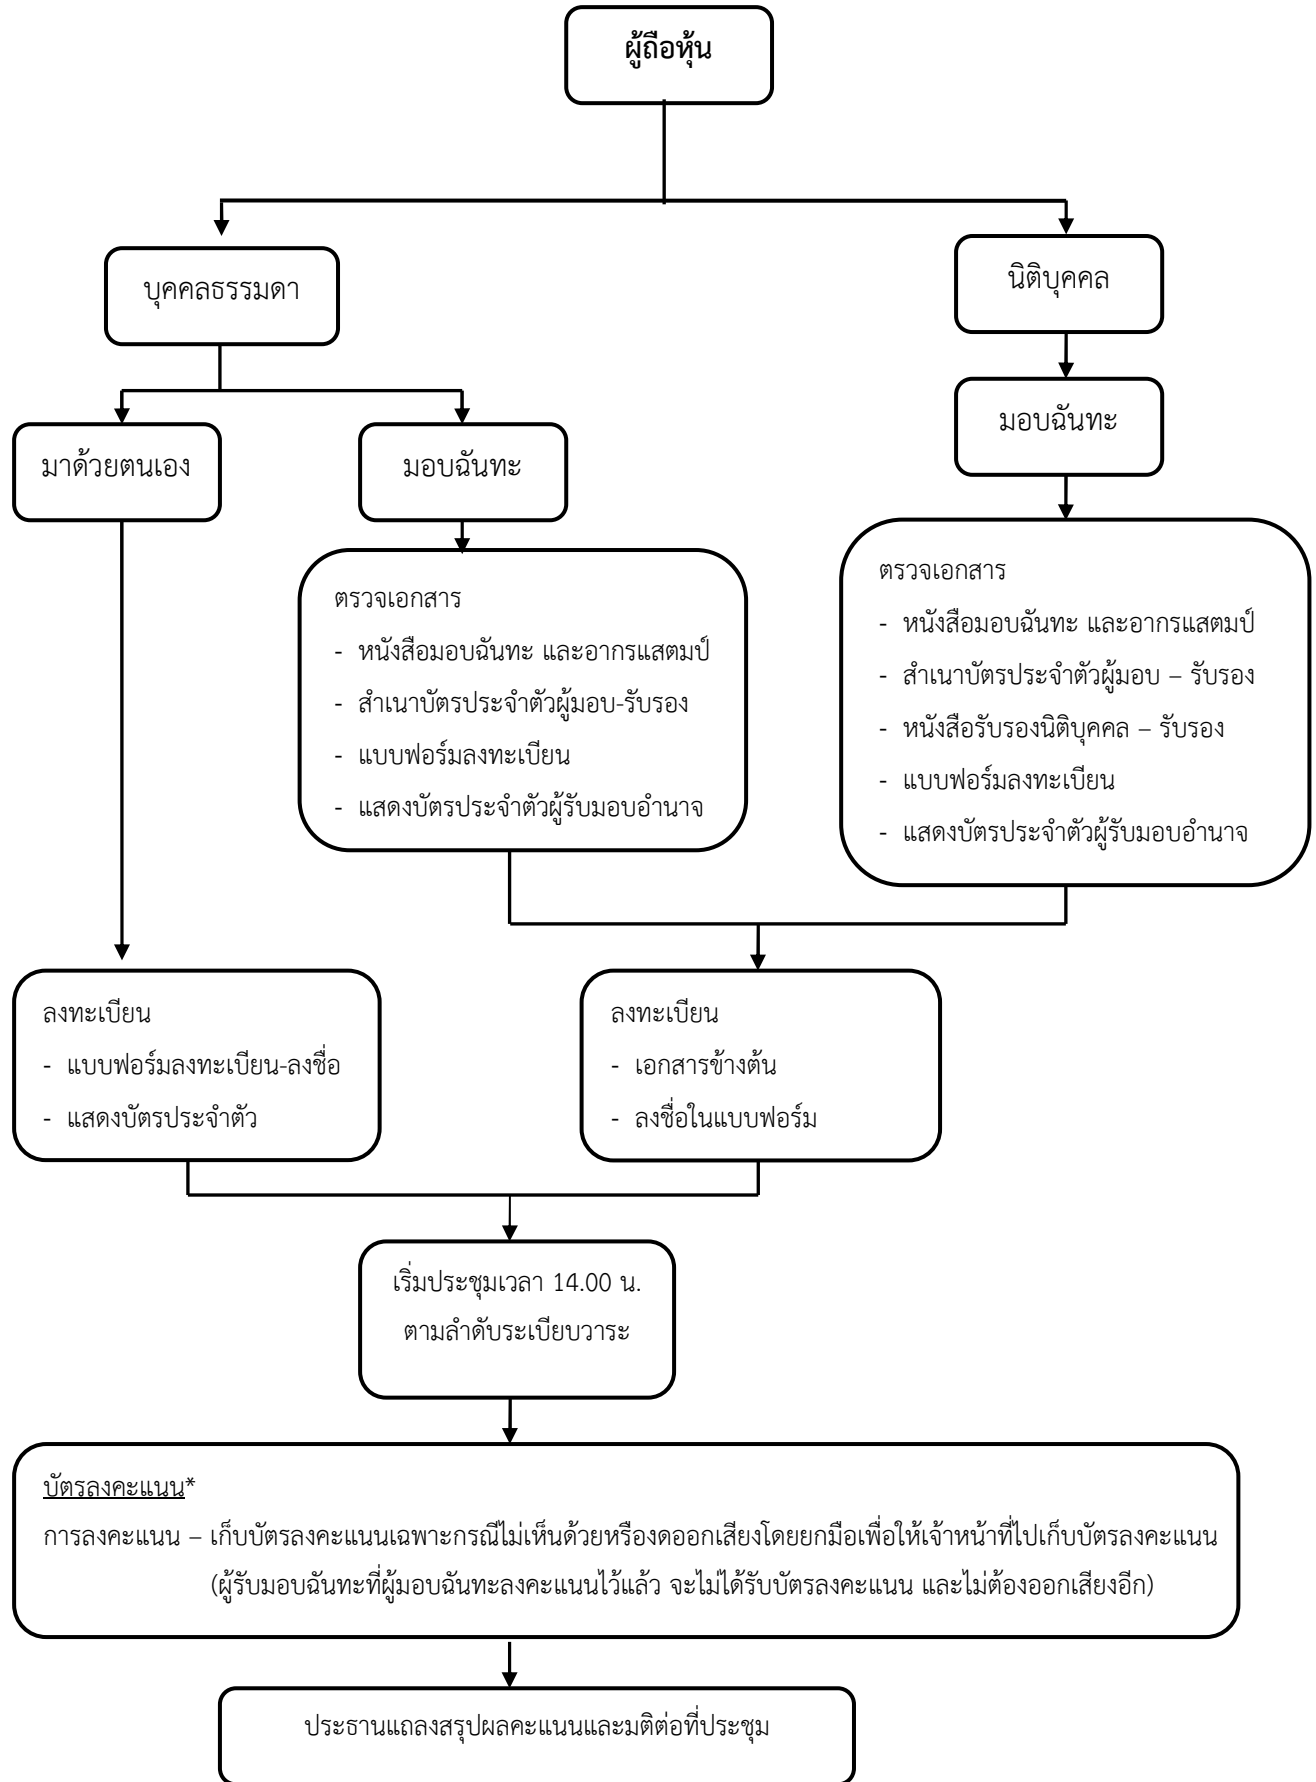 ผู้ถือหุ้น
บุคคลธรรมดา
นิติบุคคล
มาด้วยตนเอง
มอบฉันทะ
มอบฉันทะ
ตรวจเอกสาร
- หนังสือมอบฉันทะ และอากรแสตมป์
- สำเนาบัตรประจำตัวผู้มอบ-รับรอง
- แบบฟอร์มลงทะเบียน
- แสดงบัตรประจำตัวผู้รับมอบอำนาจ
ตรวจเอกสาร
- หนังสือมอบฉันทะ และอากรแสตมป์
- สำเนาบัตรประจำตัวผู้มอบ – รับรอง
- หนังสือรับรองนิติบุคคล – รับรอง
- แบบฟอร์มลงทะเบียน
- แสดงบัตรประจำตัวผู้รับมอบอำนาจ
ลงทะเบียน
- แบบฟอร์มลงทะเบียน-ลงชื่อ
- แสดงบัตรประจำตัว
ลงทะเบียน
- เอกสารข้างต้น
- ลงชื่อในแบบฟอร์ม
เริ่มประชุมเวลา 14.00 น.
ตามลำดับระเบียบวาระ
บัตรลงคะแนน*
การลงคะแนน – เก็บบัตรลงคะแนนเฉพาะกรณีไม่เห็นด้วยหรืองดออกเสียงโดยยกมือเพื่อให้เจ้าหน้าที่ไปเก็บบัตรลงคะแนน
(ผู้รับมอบฉันทะที่ผู้มอบฉันทะลงคะแนนไว้แล้ว จะไม่ได้รับบัตรลงคะแนน และไม่ต้องออกเสียงอีก)
ประธานแถลงสรุปผลคะแนนและมติต่อที่ประชุม